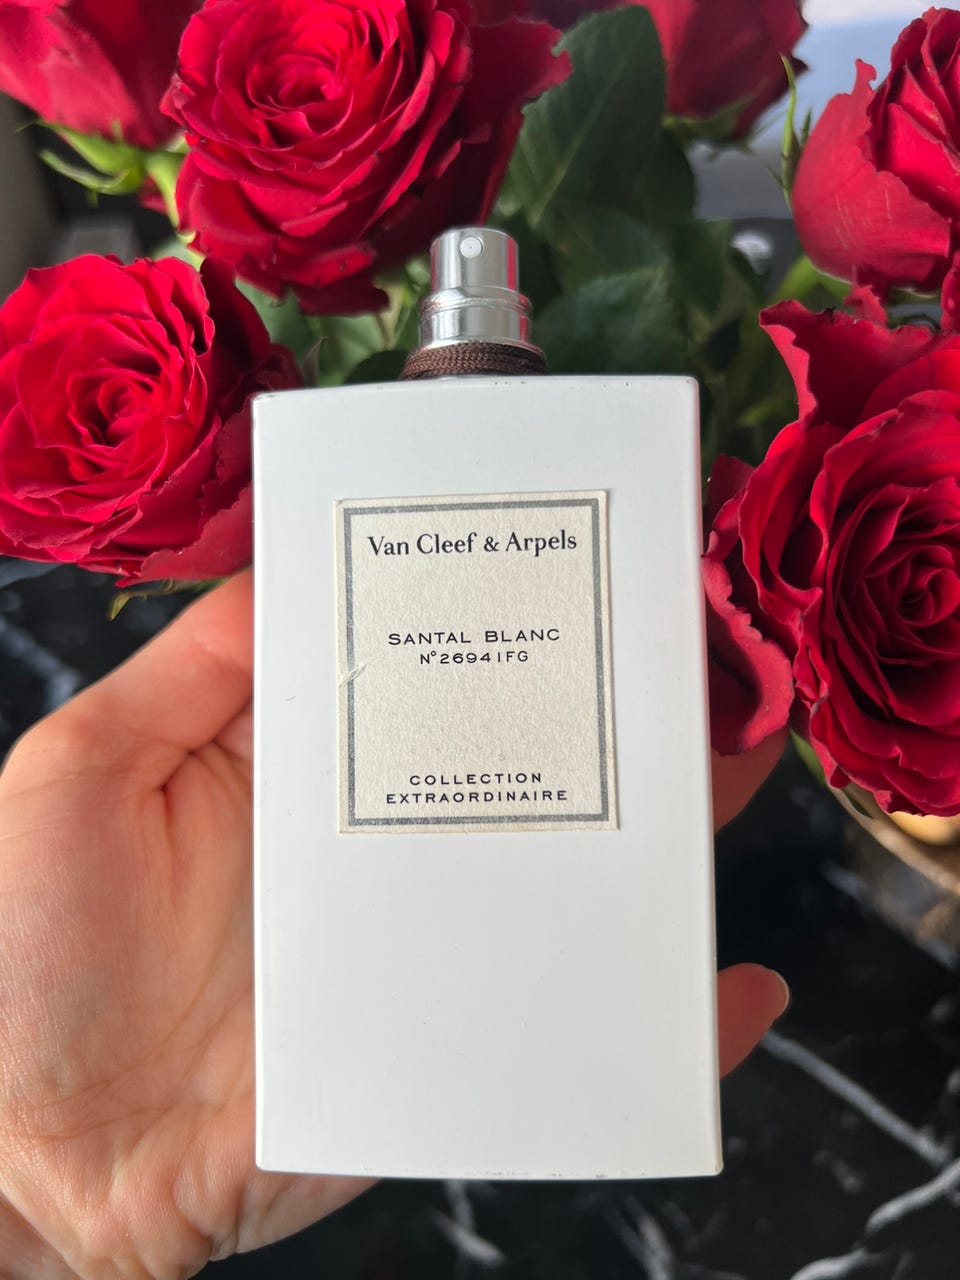 Van Cleef & Arpels
SANTAL BLANC
N°26941FG
COLLECTION
EXTRAORDINAIRE